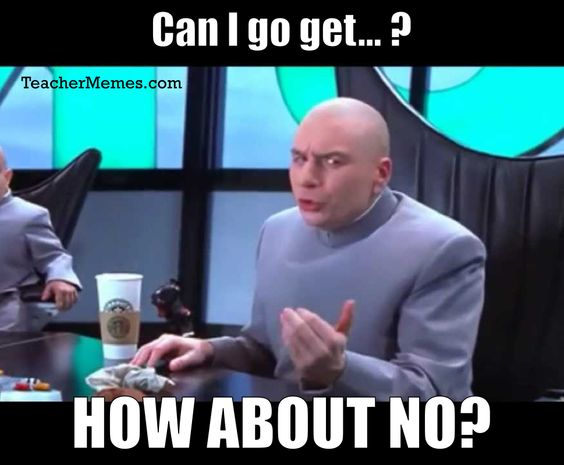 Can I go get... ?
TeacherMemes.com
HOW ABOUT NO?